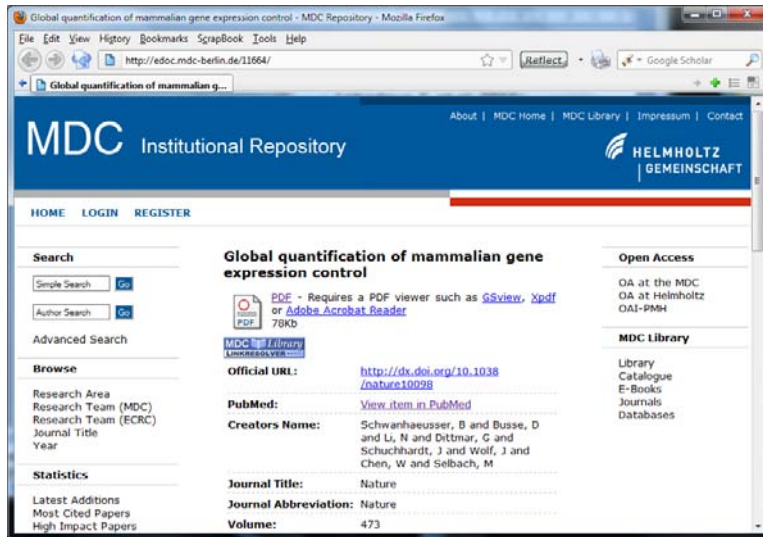 Global quantification of mammalian gene expression control - MDC Repository - Mozilla Firefox
File Edit View History Bookmarks ScrapBook Tools Help
http://edoc.mdc-berlin.de/11664/
Reflect
Google Scholar
Global quantification of mammalian g...
About | MDC Home | MDC Library | Impressum | Contact
MDC Institutional Repository
HELMHOLTZ
| GEMEINSCHAFT
HOME LOGIN REGISTER
Search
Simple Search Go
Author Search Go
Advanced Search
Browse
Research Area
Research Team (MDC)
Research Team (ECRC)
Journal Title
Year
Statistics
Latest Additions
Most Cited Papers
High Impact Papers
Global quantification of mammalian gene
expression control
PDF - Requires a PDF viewer such as GSview, Xpdf
or Adobe Acrobat Reader
78Kb
PDF
MDC Library
LINKRESOLVER
Official URL: http://dx.doi.org/10.1038
/nature10098
PubMed: View item in PubMed
Creators Name: Schwanhaeusser, B and Busse, D
and Li, N and Dittmar, G and
Schuchhardt, J and Wolf, J and
Chen, W and Selbach, M
Journal Title: Nature
Journal Abbreviation: Nature
Volume: 473
Open Access
OA at the MDC
OA at Helmholtz
OAI-PMH
MDC Library
Library
Catalogue
E-Books
Journals
Databases